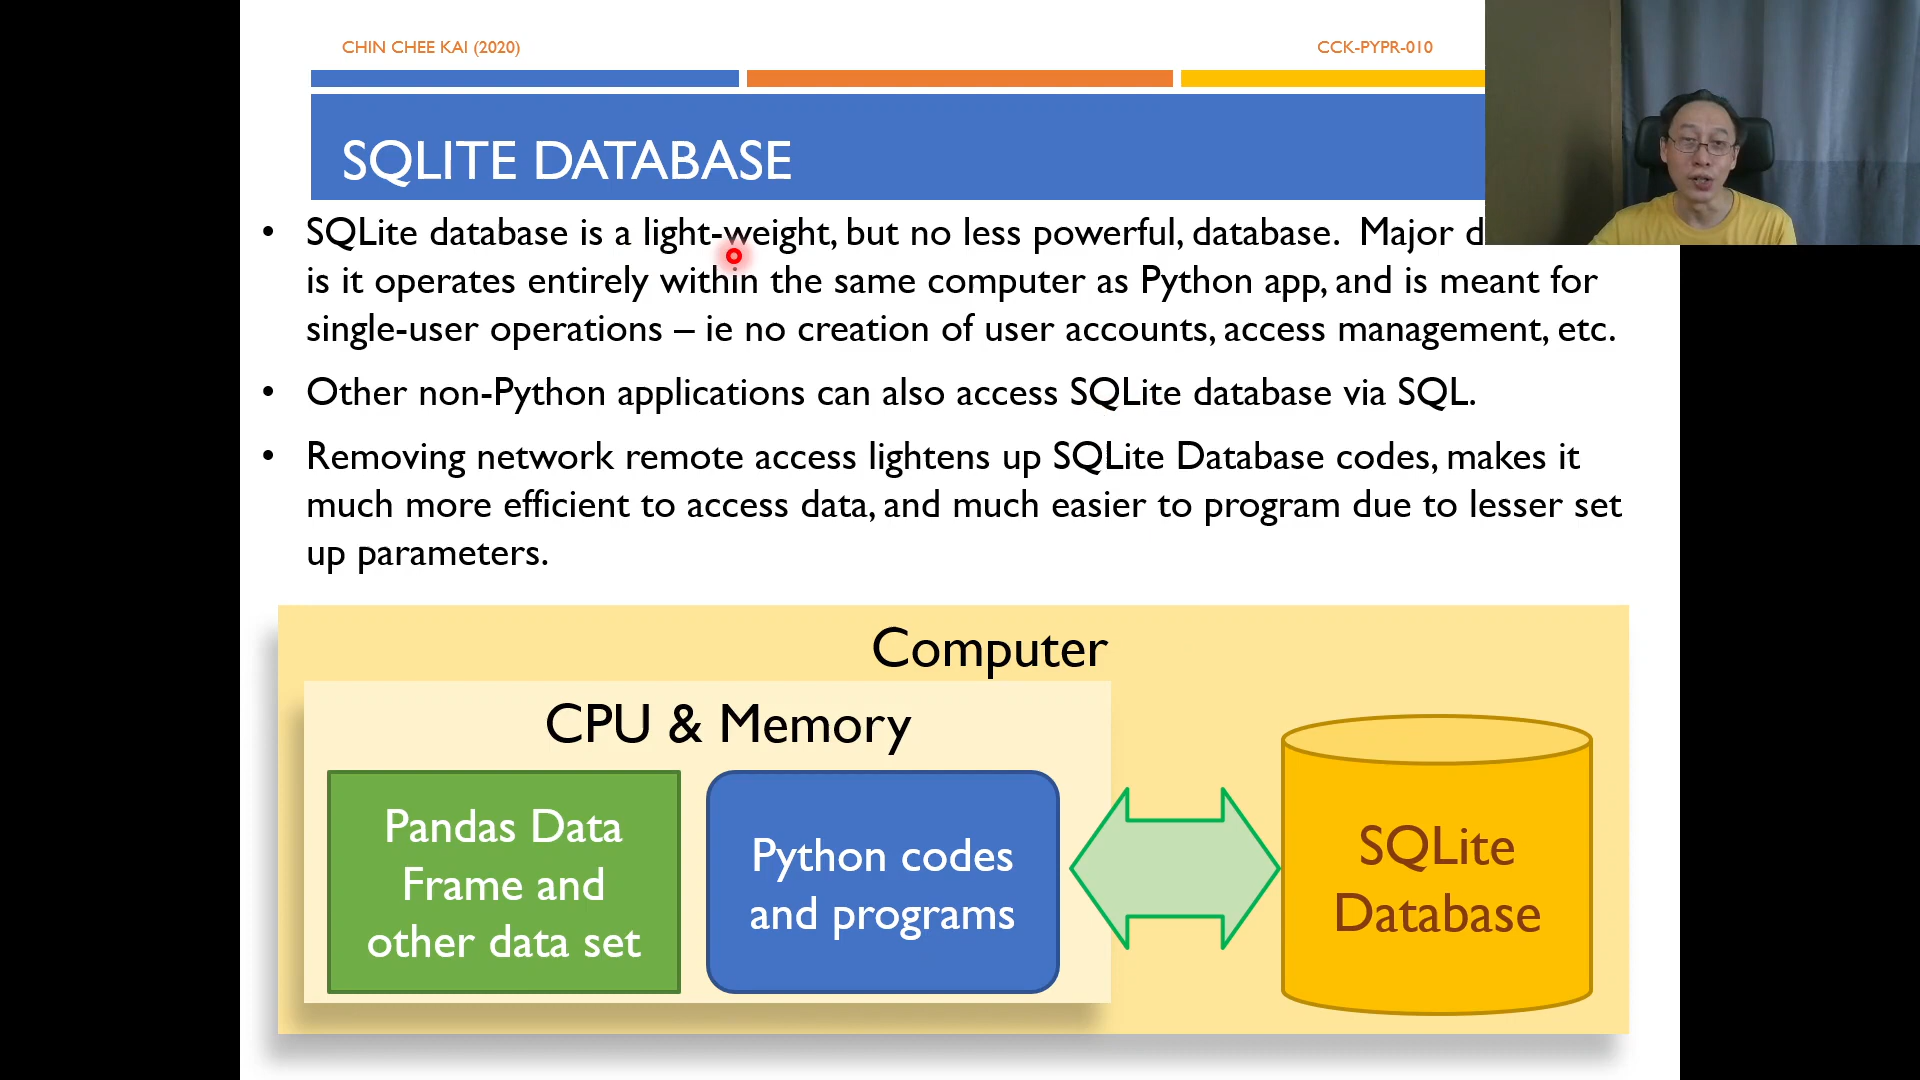 CHIN CHEE KAI (2020)
CCK-PYPR-010
SQLITE DATABASE
• SQLite database is a light-weight, but no less powerful, database. Major
is it operates entirely within the same computer as Python app, and is meant for
single-user operations – ie no creation of user accounts, access management, etc.
• Other non-Python applications can also access SQLite database via SQL.
• Removing network remote access lightens up SQLite Database codes, makes it
much more efficient to access data, and much easier to program due to lesser set
up parameters.
Computer
CPU & Memory
Pandas Data
Frame and
other data set
Python codes
and programs
SQLite
Database